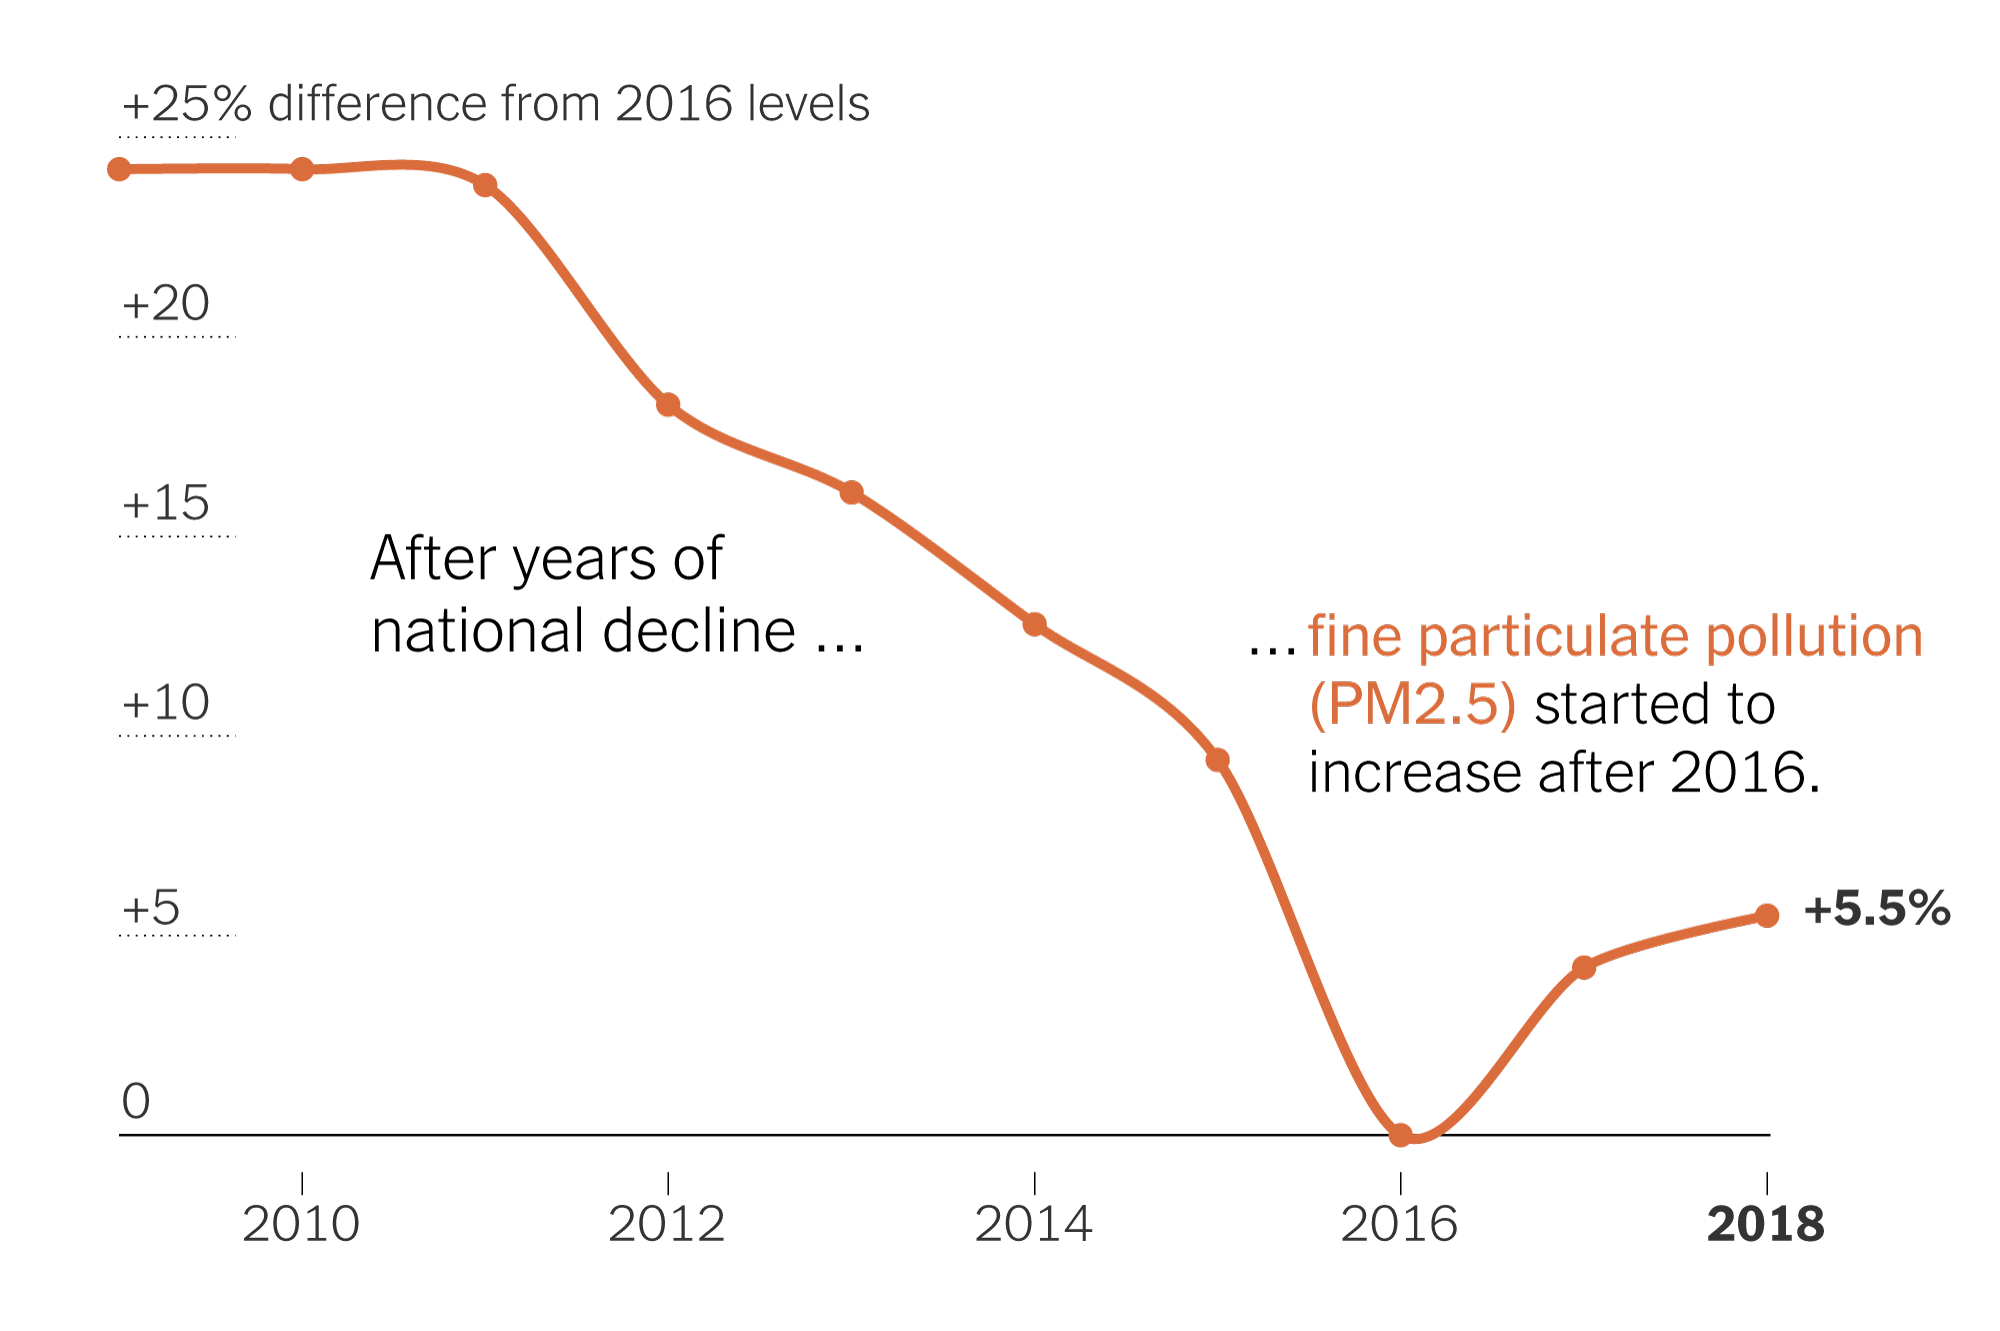 +25% difference from 2016 levels
+20
+15
After years of
national decline ...
... fine particulate pollution
(PM2.5) started to
increase after 2016.
+10
+5
+5.5%
0
2010
2012
2014
2016
2018